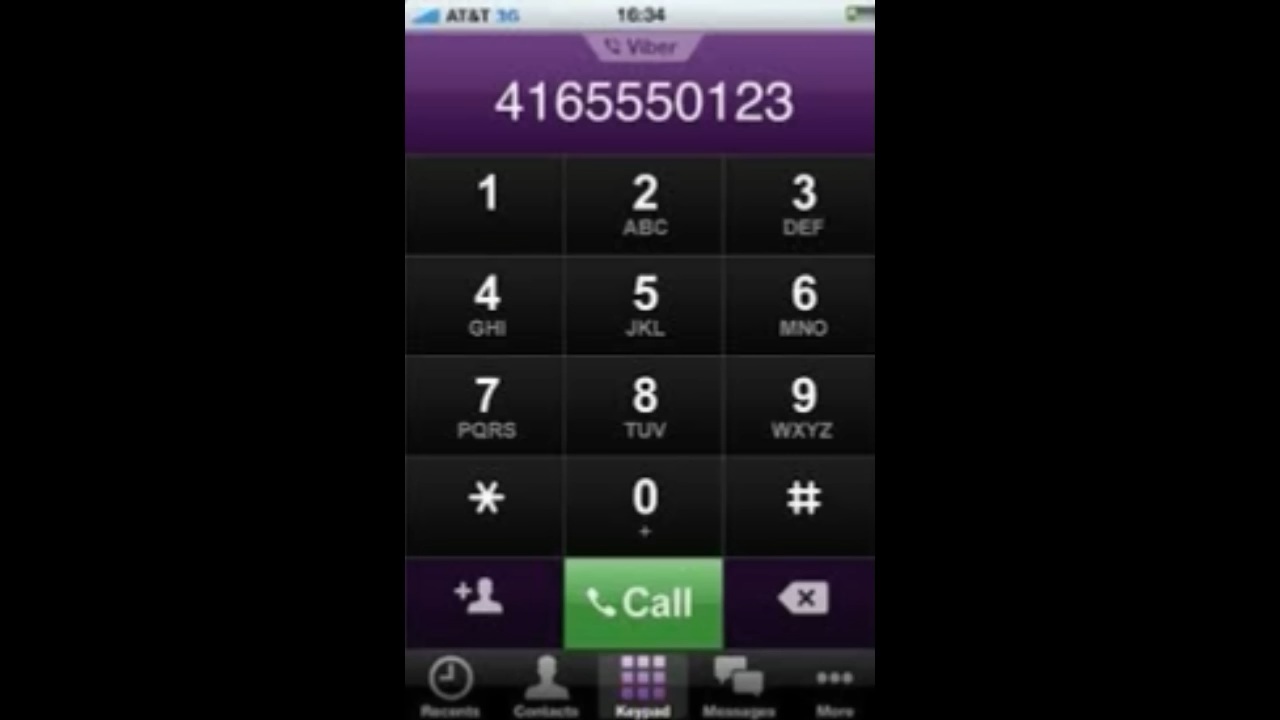 AT&T 3G 16:34
Viber
4165550123
1 2 3
ABC DEF
4 5 6
GHI JKL MNO
7 8 9
PQRS TUV WXYZ
* 0 #
+
Call
Recents Contacts Keypad Messages More